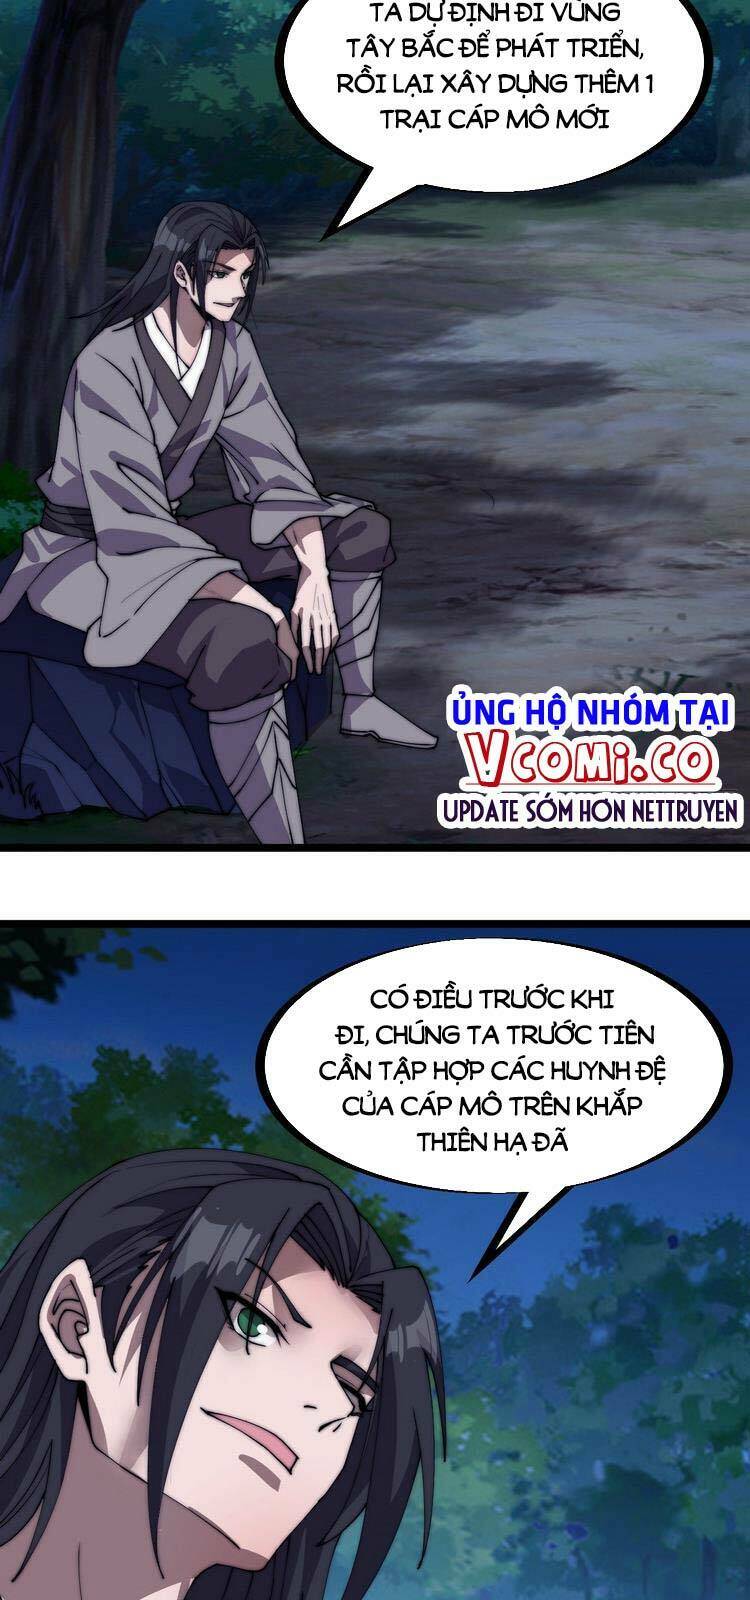 TA DỰ ĐỊNH ĐI VÙNG
TÂY BẮC ĐỂ PHÁT TRIỂN,
RỒI LẠI XÂY DỰNG THÊM 1
TRẠI CÁP MÔ MỚI
ỦNG HỘ NHÓM TẠI
VCOMI.CO
UPDATE SỚM HƠN NETTRUYEN
CÓ ĐIỀU TRƯỚC KHI
ĐI, CHÚNG TA TRƯỚC TIÊN
CẦN TẬP HỢP CÁC HUYNH ĐỆ
CỦA CÁP MÔ TRÊN KHẮP
THIÊN HẠ ĐÃ